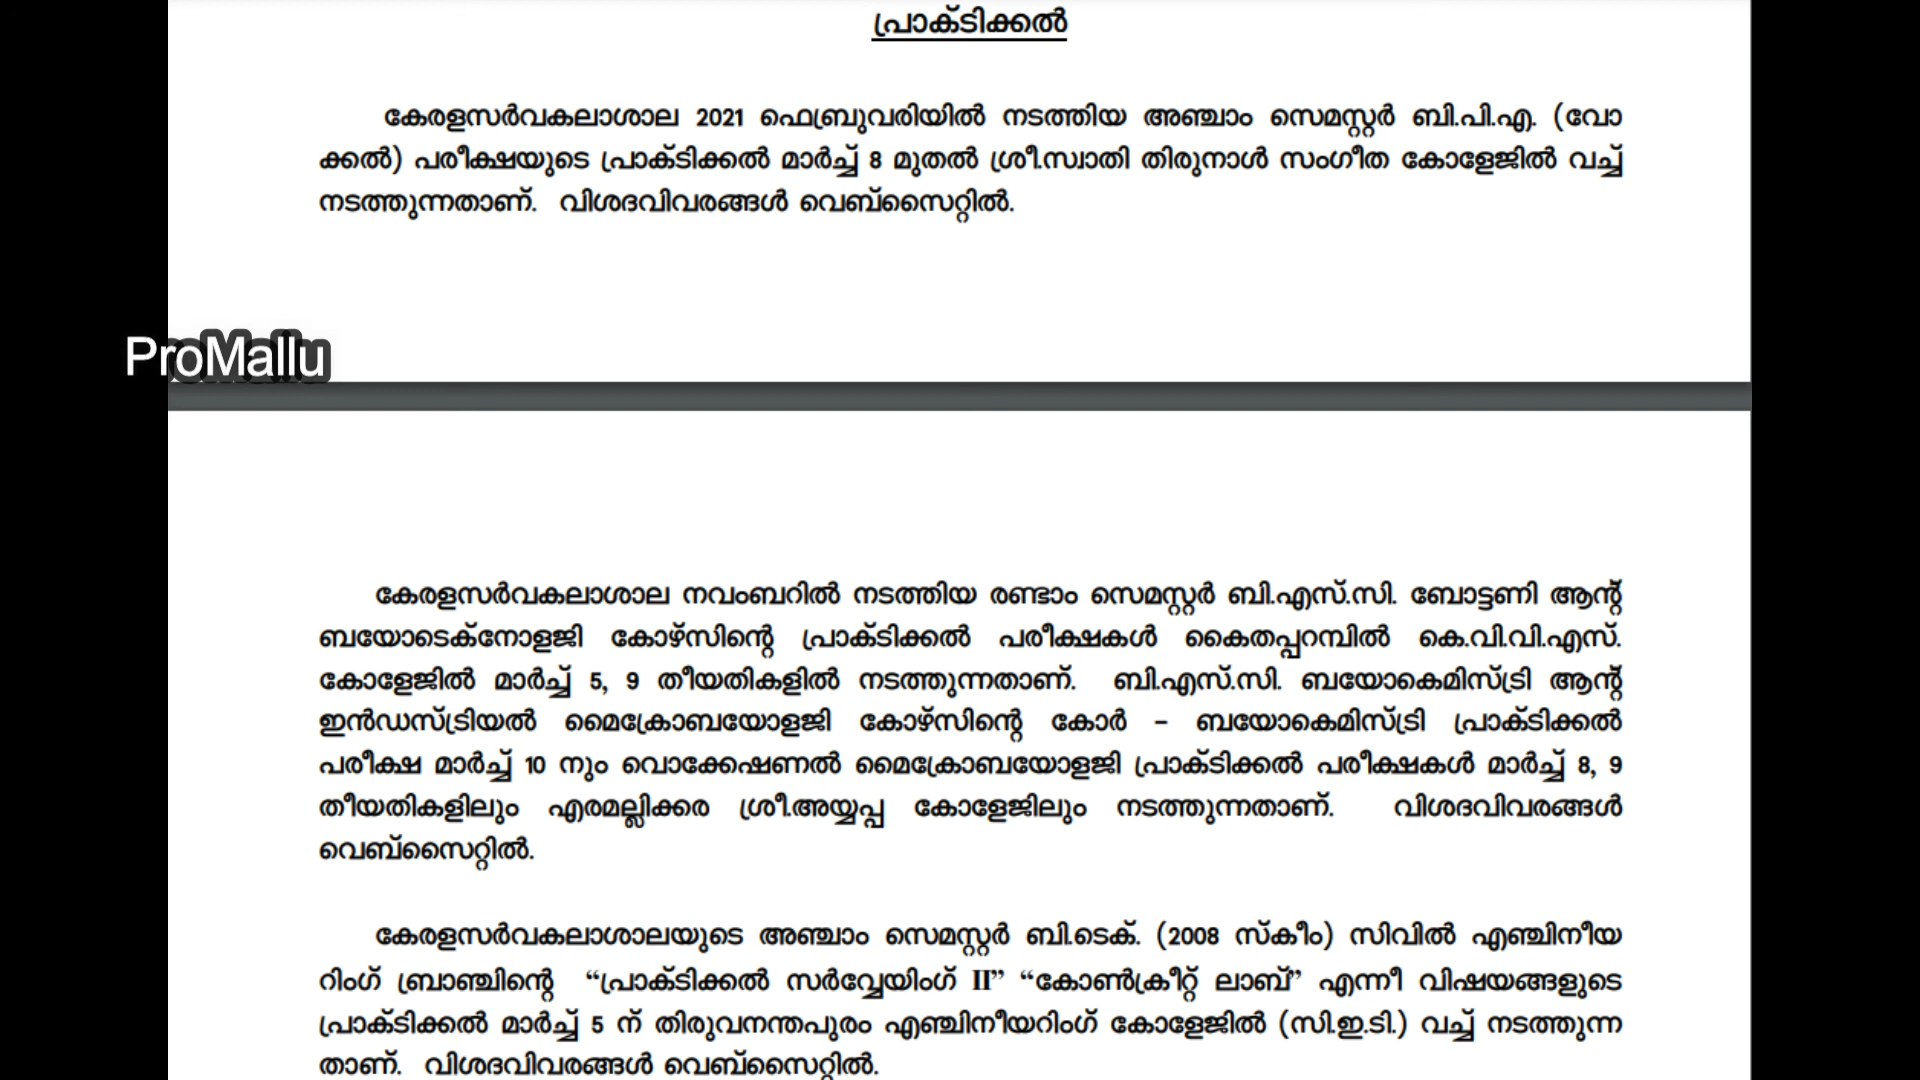 പ്രാക്ടിക്കൽ
കേരളസർവകലാശാല 2021 ഫെബ്രുവരിയിൽ നടത്തിയ അഞ്ചാം സെമസ്റ്റർ ബി.പി.എ. (വോ
ക്കൽ) പരീക്ഷയുടെ പ്രാക്ടിക്കൽ മാർച്ച് 8 മുതൽ ശ്രീ.സ്വാതി തിരുനാൾ സംഗീത കോളേജിൽ വച്ച്
നടത്തുന്നതാണ്. വിശദവിവരങ്ങൾ വെബ്സൈറ്റിൽ.
ProMallu
കേരളസർവകലാശാല നവംബറിൽ നടത്തിയ രണ്ടാം സെമസ്റ്റർ ബി.എസ്.സി. ബോട്ടണി ആന്റ്
ബയോടെക്നോളജി കോഴ്സിന്റെ പ്രാക്ടിക്കൽ പരീക്ഷകൾ കൈതപ്പറമ്പിൽ കെ.വി.വി.എസ്.
കോളേജിൽ മാർച്ച് 5, 9 തീയതികളിൽ നടത്തുന്നതാണ്. ബി.എസ്.സി. ബയോകെമിസ്ട്രി ആന്റ്
ഇൻഡസ്ട്രിയൽ മൈക്രോബയോളജി കോഴ്സിന്റെ കോർ – ബയോകെമിസ്ട്രി പ്രാക്ടിക്കൽ
പരീക്ഷ മാർച്ച് 10 നും വൊക്കേഷണൽ മൈക്രോബയോളജി പ്രാക്ടിക്കൽ പരീക്ഷകൾ മാർച്ച് 8, 9
തീയതികളിലും എരമല്ലിക്കര ശ്രീ.അയ്യപ്പ കോളേജിലും നടത്തുന്നതാണ്. വിശദവിവരങ്ങൾ
വെബ്സൈറ്റിൽ.
കേരളസർവകലാശാലയുടെ അഞ്ചാം സെമസ്റ്റർ ബി.ടെക്. (2008 സ്കീം) സിവിൽ എഞ്ചിനീയ
റിംഗ് ബ്രാഞ്ചിന്റെ “പ്രാക്ടിക്കൽ സർവ്വേയിംഗ് II” “കോൺക്രീറ്റ് ലാബ്” എന്നീ വിഷയങ്ങളുടെ
പ്രാക്ടിക്കൽ മാർച്ച് 5 ന് തിരുവനന്തപുരം എഞ്ചിനീയറിംഗ് കോളേജിൽ (സി.ഇ.ടി.) വച്ച് നടത്തുന്ന
താണ്. വിശദവിവരങ്ങൾ വെബ്സൈറ്റിൽ.